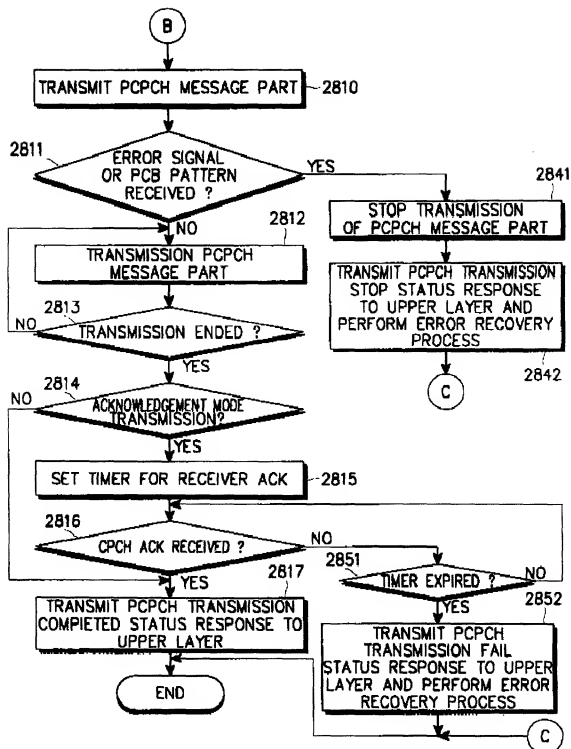 B
TRANSMIT PCPCH MESSAGE PART
2810
2811
ERROR SIGNAL
OR PCB PATTERN
RECEIVED ?
YES
NO
2841
STOP TRANSMISSION
OF PCPCH MESSAGE PART
2812
TRANSMISSION PCPCH
MESSAGE PART
TRANSMIT PCPCH TRANSMISSION
STOP STATUS RESPONSE
TO UPPER LAYER AND
PERFORM ERROR RECOVERY
PROCESS
2842
C
2813
NO
TRANSMISSION ENDED ?
YES
2814
NO
ACKNOWLEDGEMENT MODE
TRANSMISSION?
YES
SET TIMER FOR RECEIVER ACK
2815
2816
CPCH ACK RECEIVED ?
NO
YES
2851
TIMER EXPIRED ?
NO
YES
2817
TRANSMIT PCPCH TRANSMISSION
COMPLETED STATUS RESPONSE TO
UPPER LAYER
2852
TRANSMIT PCPCH
TRANSMISSION FAIL
STATUS RESPONSE TO UPPER
LAYER AND PERFORM ERROR
RECOVERY PROCESS
END
C